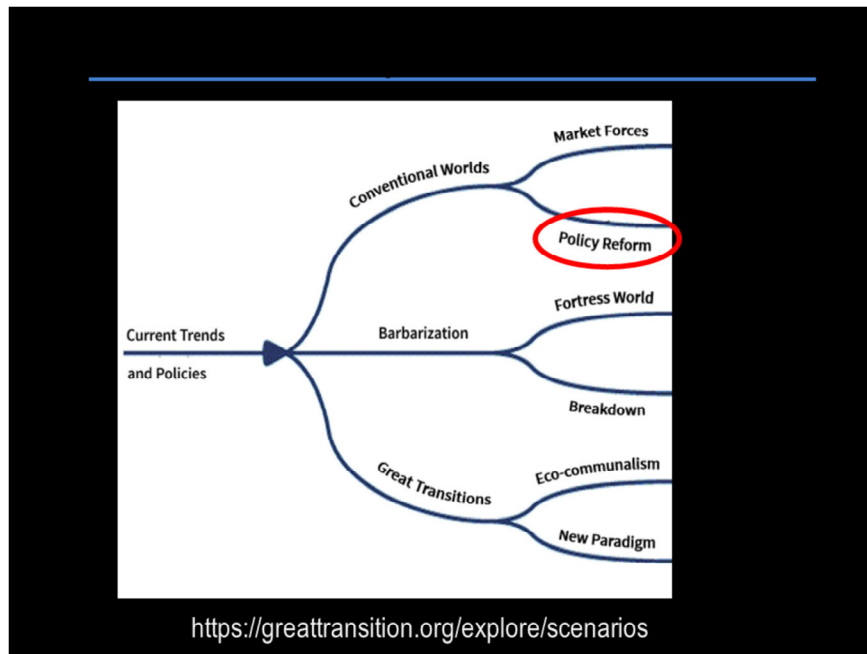 Market Forces
Conventional Worlds
Policy Reform
Fortress World
Current Trends
and Policies
Barbarization
Breakdown
Great Transitions
Eco-communalism
New Paradigm
https://greattransition.org/explore/scenarios